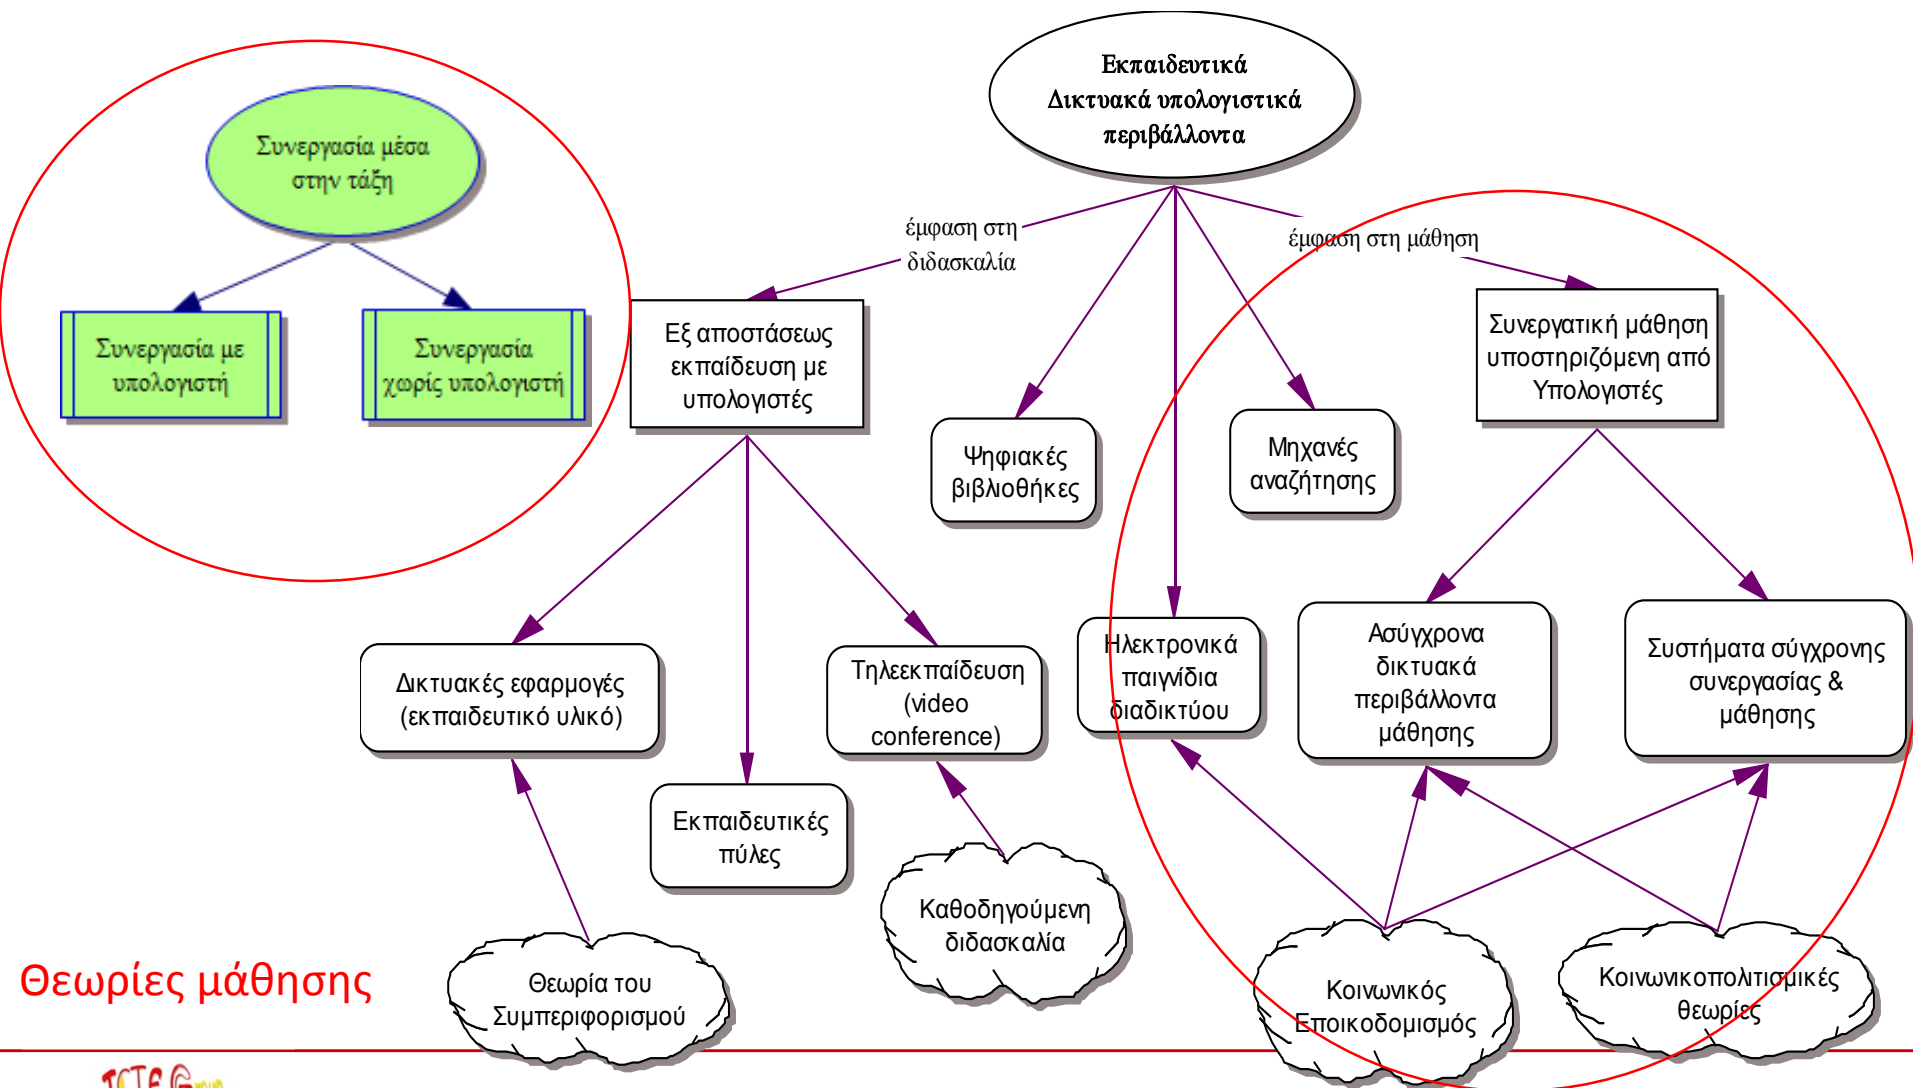 Εκπαιδευτικά
Δικτυακά υπολογιστικά
περιβάλλοντα
Συνεργασία μέσα
στην τάξη
Συνεργασία με
υπολογιστή
Συνεργασία
χωρίς υπολογιστή
έμφαση στη
διδασκαλία
έμφαση στη μάθηση
Εξ αποστάσεως
εκπαίδευση με
υπολογιστές
Ψηφιακές
βιβλιοθήκες
Μηχανές
αναζήτησης
Συνεργατική μάθηση
υποστηριζόμενη από
Υπολογιστές
Δικτυακές εφαρμογές
(εκπαιδευτικό υλικό)
Εκπαιδευτικές
πύλες
Τηλεεκπαίδευση
(video
conference)
Ηλεκτρονικά
παιγνίδια
διαδικτύου
Ασύγχρονα
δικτυακά
περιβάλλοντα
μάθησης
Συστήματα σύγχρονης
συνεργασίας &
μάθησης
Θεωρίες μάθησης
Θεωρία του
Συμπεριφορισμού
Καθοδηγούμενη
διδασκαλία
Κοινωνικός
Εποικοδομισμός
Κοινωνικοπολιτισμικές
θεωρίες